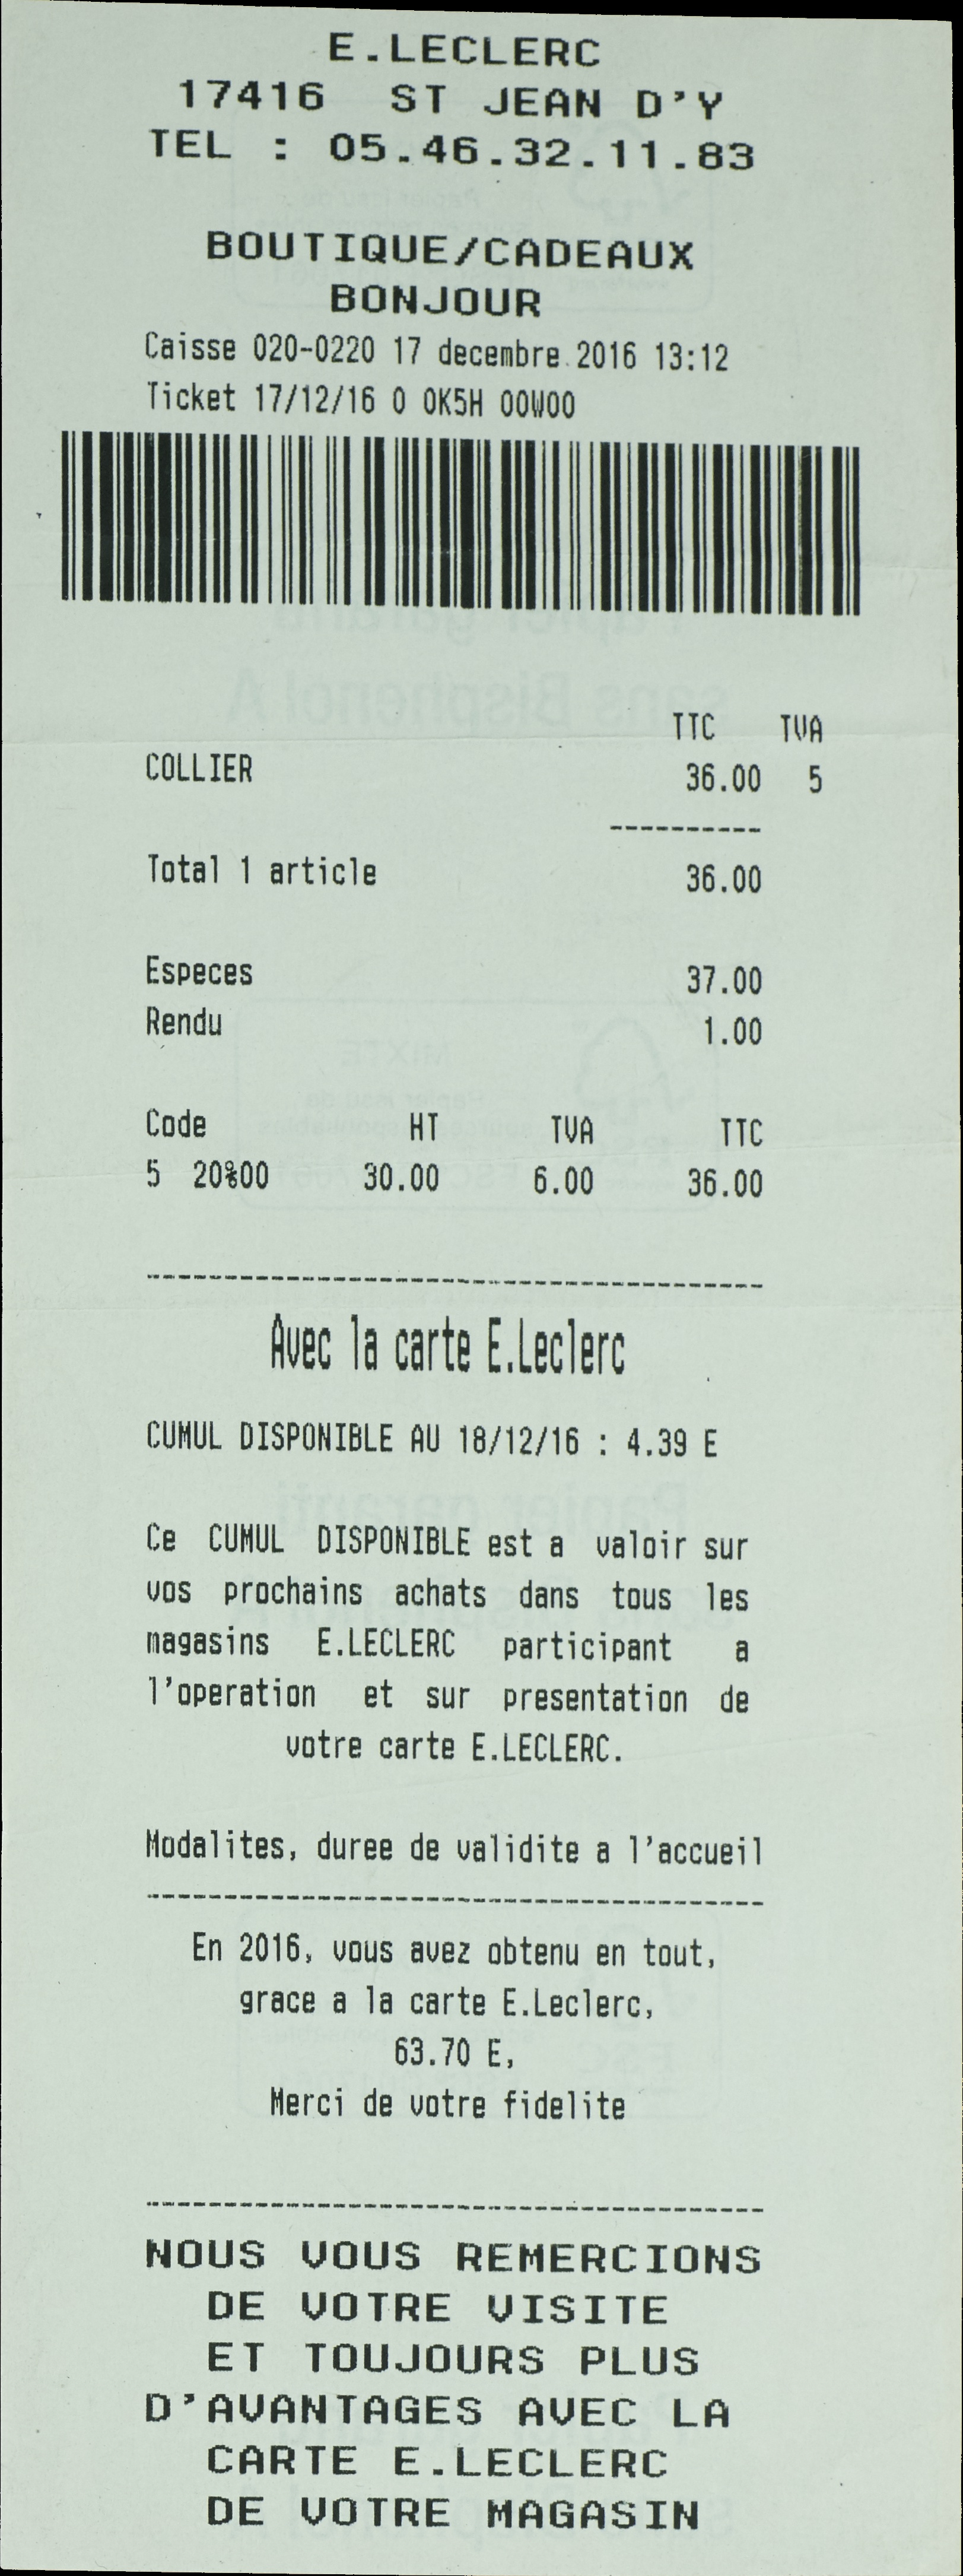 E.LECLERC
17416 ST JEAN D'Y
TEL : 05.46.32.11.83
BOUTIQUE/CADEAUX
BONJOUR
Caisse 020-0220 17 decembre 2016 13:12
Ticket 17/12/16 0 0K5H 00W00
TTC TVA
COLLIER 36.00 5
----------
Total 1 article 36.00
Especes 37.00
Rendu 1.00
Code HT TVA TTC
5 20%00 30.00 6.00 36.00
----------------------------------------
Avec la carte E.Leclerc
CUMUL DISPONIBLE AU 18/12/16 : 4.39 E
Ce CUMUL DISPONIBLE est a valoir sur
vos prochains achats dans tous les
magasins E.LECLERC participant a
l'operation et sur presentation de
votre carte E.LECLERC.
Modalites, duree de validite a l'accueil
----------------------------------------
En 2016, vous avez obtenu en tout,
grace a la carte E.Leclerc,
63.70 E,
Merci de votre fidelite
----------------------------------------
NOUS VOUS REMERCIONS
DE VOTRE VISITE
ET TOUJOURS PLUS
D'AVANTAGES AVEC LA
CARTE E.LECLERC
DE VOTRE MAGASIN